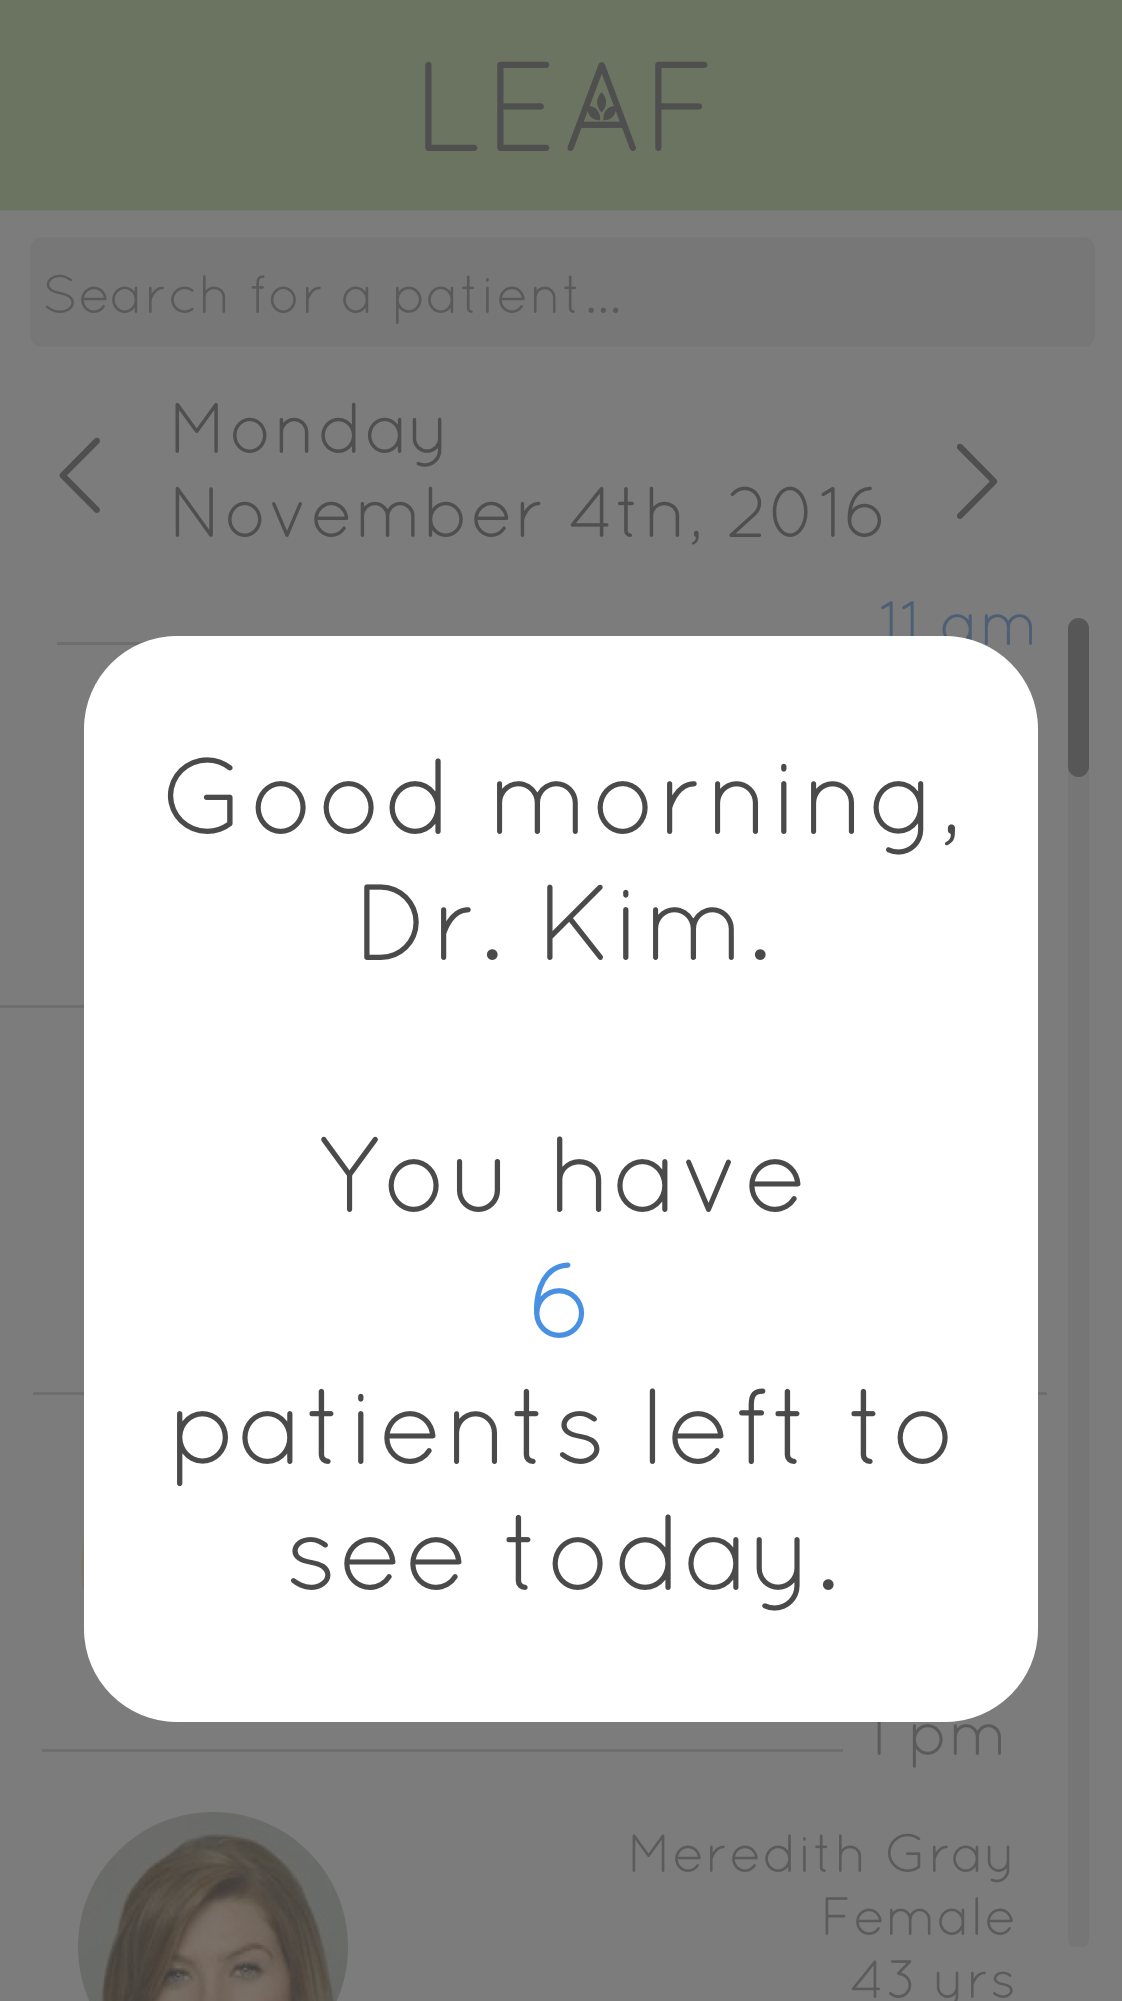 LEAF
Search for a patient...
Monday
November 4th, 2016
11 am
Good morning,
Dr. Kim.
You have
6
patients left to
see today.
1 pm
Meredith Gray
Female
43 yrs